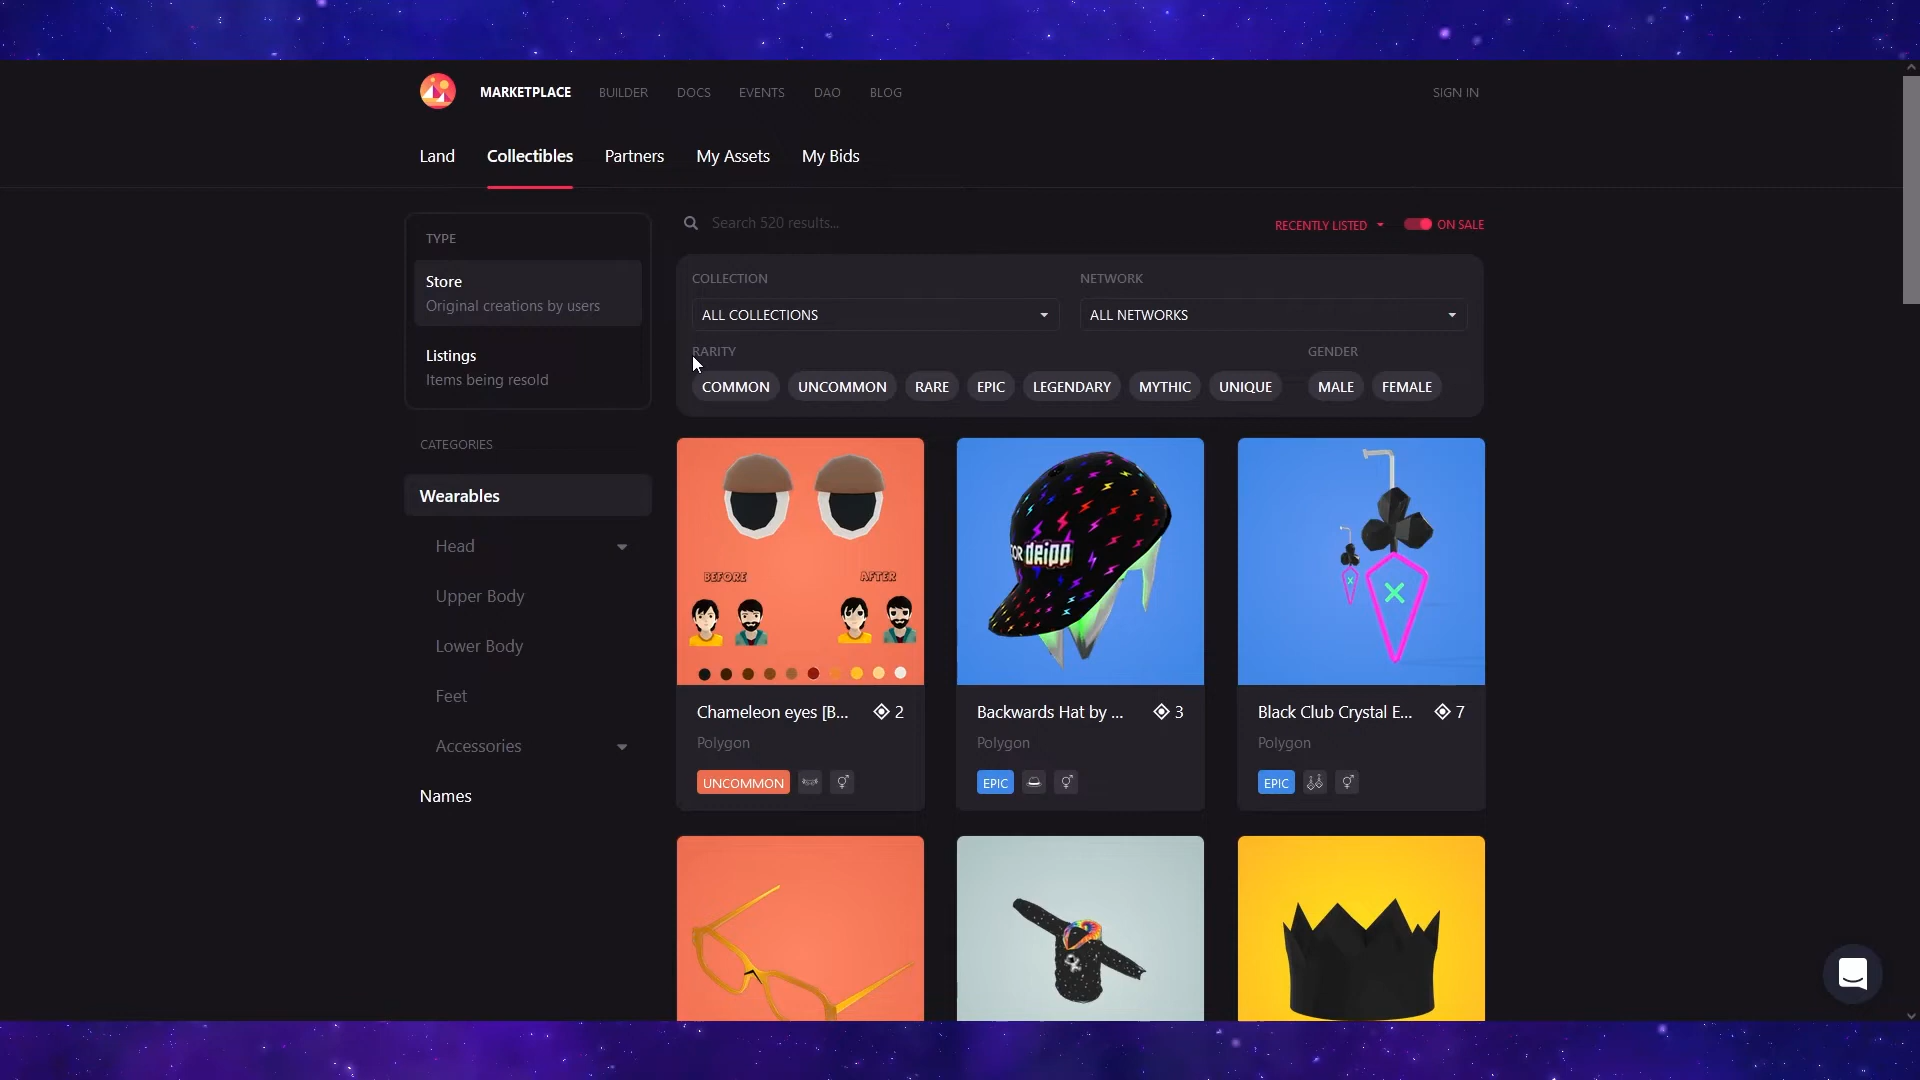 MARKETPLACE BUILDER DOCS EVENTS DAO BLOG SIGN IN
Land Collectibles Partners My Assets My Bids
TYPE
Store
Original creations by users
Listings
Items being resold
CATEGORIES
Wearables
Head
Upper Body
Lower Body
Feet
Accessories
Names
Search 520 results...
RECENTLY LISTED ON SALE
COLLECTION NETWORK
ALL COLLECTIONS ALL NETWORKS
RARITY GENDER
COMMON UNCOMMON RARE EPIC LEGENDARY MYTHIC UNIQUE MALE FEMALE
BEFORE AFTER
Chameleon eyes [B... 2
Polygon
UNCOMMON
Backwards Hat by ... 3
Polygon
EPIC
Black Club Crystal E... 7
Polygon
EPIC